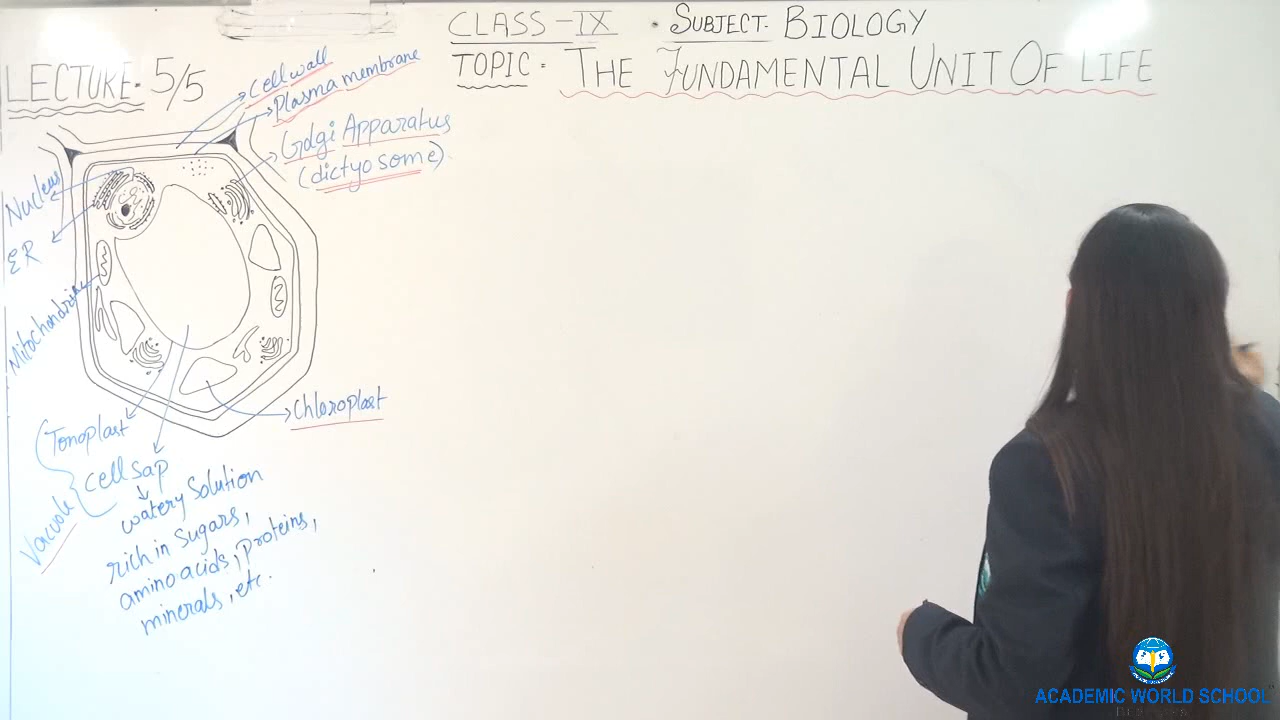 CLASS - IX • SUBJECT. BIOLOGY
LECTURE. 5/5
TOPIC. THE FUNDAMENTAL UNIT OF LIFE
Cell wall
Plasma membrane
Golgi Apparatus
(dictyosome).
Nucleus
ER
Mitochondria
Chloroplast
Tonoplast
cell sap
Vacuole
watery Solution
rich in sugars,
amino acids, proteins,
minerals, etc.
ACADEMIC WORLD SCHOOL